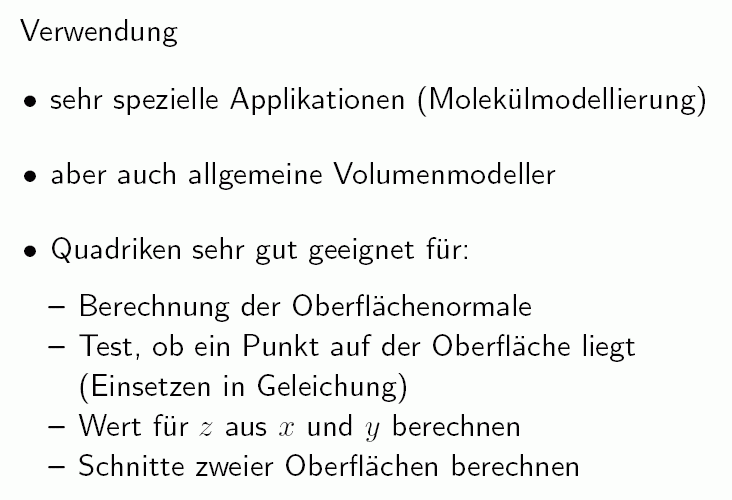 Verwendung
• sehr spezielle Applikationen (Molekülmodellierung)
• aber auch allgemeine Volumenmodeller
• Quadriken sehr gut geeignet für:
– Berechnung der Oberflächenormale
– Test, ob ein Punkt auf der Oberfläche liegt
(Einsetzen in Geleichung)
– Wert für z aus x und y berechnen
– Schnitte zweier Oberflächen berechnen